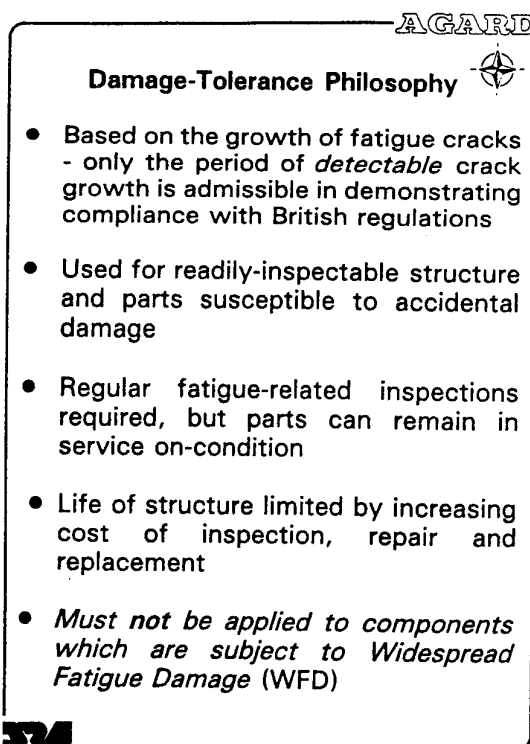 AGARD
Damage-Tolerance Philosophy
● Based on the growth of fatigue cracks
- only the period of detectable crack
growth is admissible in demonstrating
compliance with British regulations
● Used for readily-inspectable structure
and parts susceptible to accidental
damage
● Regular fatigue-related inspections
required, but parts can remain in
service on-condition
● Life of structure limited by increasing
cost of inspection, repair and
replacement
● Must not be applied to components
which are subject to Widespread
Fatigue Damage (WFD)